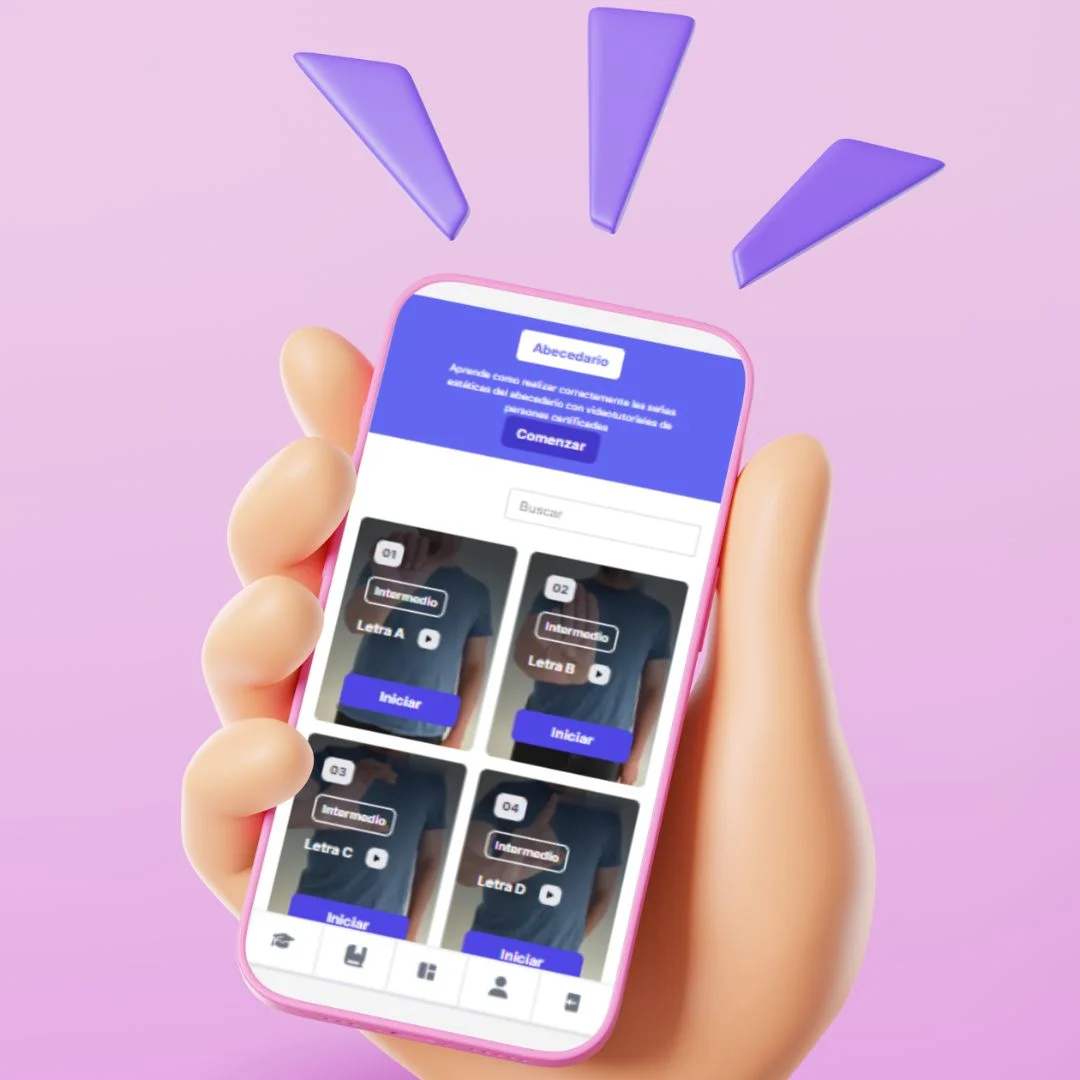 Abecedario
Aprende como realizar correctamente las señas
estáticas del abecedario con videotutoriales de
personas certificadas
Comenzar
Buscar
01
Intermedio
Letra A
Iniciar
02
Intermedio
Letra B
Iniciar
03
Intermedio
Letra C
Iniciar
04
Intermedio
Letra D
Iniciar